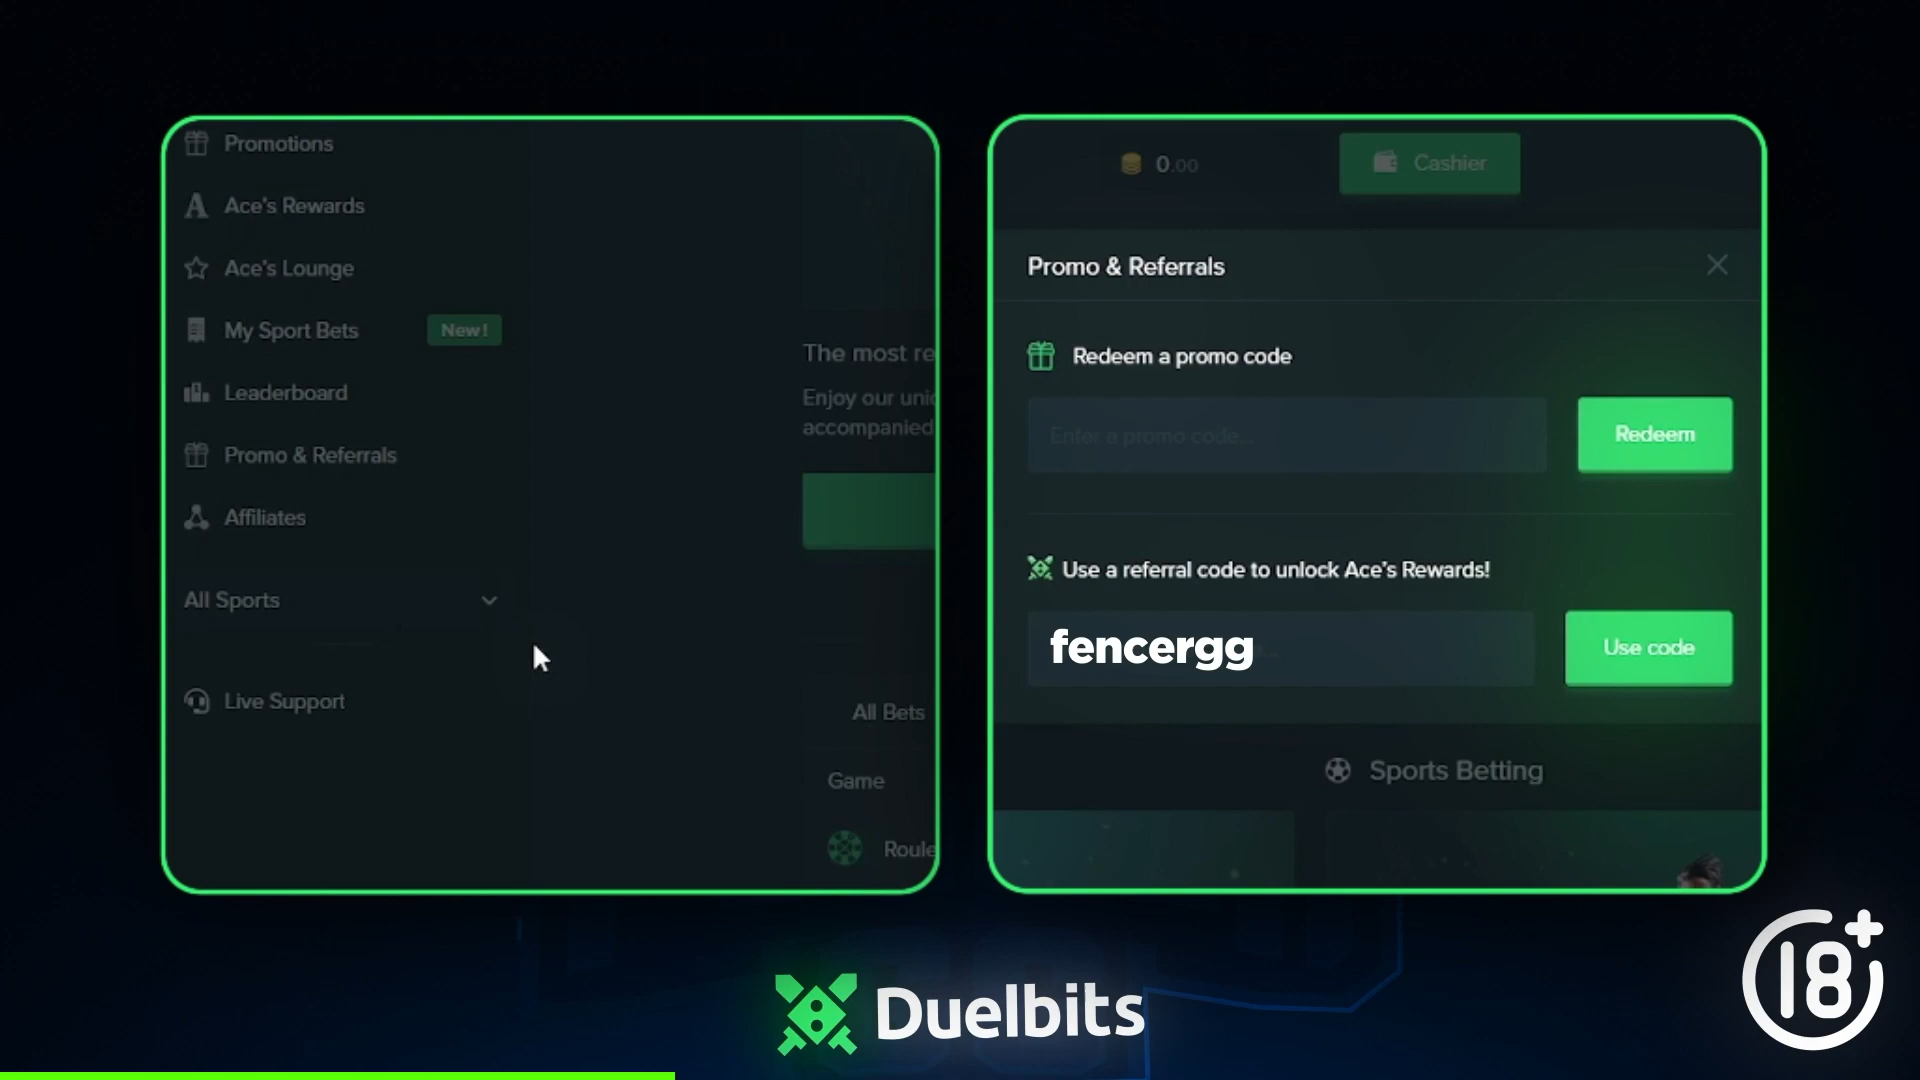 Promotions
Ace's Rewards
Ace's Lounge
My Sport Bets
New!
Leaderboard
Promo & Referrals
Affiliates
All Sports
Live Support
The most re
Enjoy our unic
accompanied
All Bets
Game
Roule
0.00
Cashier
Promo & Referrals
Redeem a promo code
Enter a promo code...
Redeem
Use a referral code to unlock Ace's Rewards!
fencergg
Use code
Sports Betting
Duelbits
18+